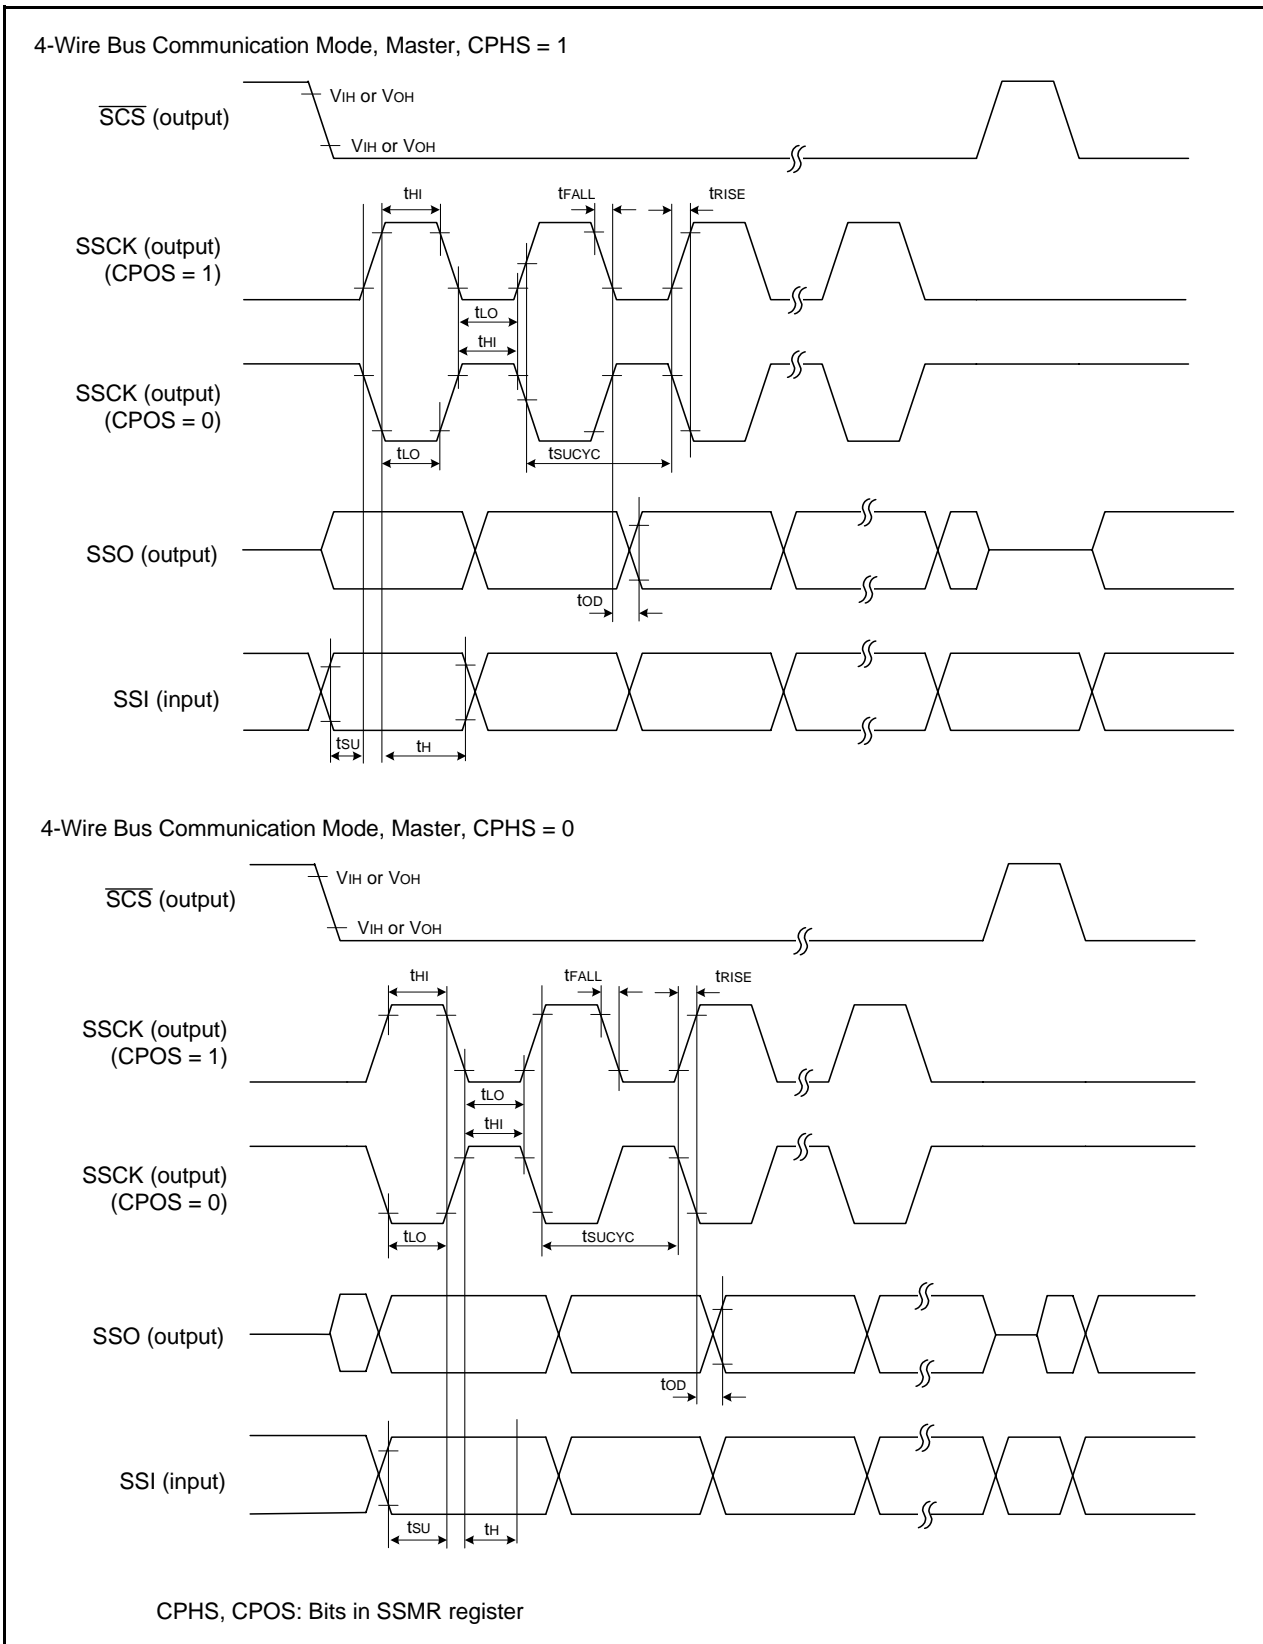 4-Wire Bus Communication Mode, Master, CPHS = 1
SCS (output)
VIH or VOH
VIH or VOH
tHI
tFALL
tRISE
SSCK (output)
(CPOS = 1)
tLO
tHI
SSCK (output)
(CPOS = 0)
tLO
tSUCYC
SSO (output)
tOD
SSI (input)
tSU
tH
4-Wire Bus Communication Mode, Master, CPHS = 0
SCS (output)
VIH or VOH
VIH or VOH
tHI
tFALL
tRISE
SSCK (output)
(CPOS = 1)
tLO
tHI
SSCK (output)
(CPOS = 0)
tLO
tSUCYC
SSO (output)
tOD
SSI (input)
tSU
tH
CPHS, CPOS: Bits in SSMR register